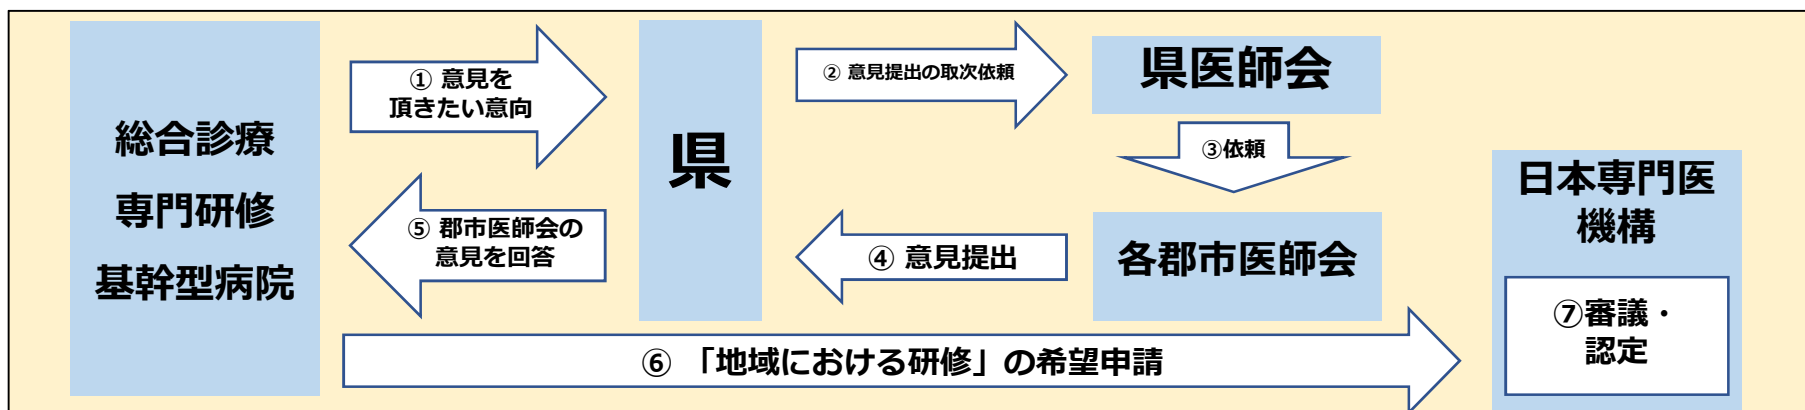 総合診療
専門研修
基幹型病院
① 意見を
頂きたい意向
県
② 意見提出の取次依頼
県医師会
③依頼
各郡市医師会
④ 意見提出
⑤ 郡市医師会の
意見を回答
⑥ 「地域における研修」の希望申請
日本専門医
機構
⑦審議・
認定